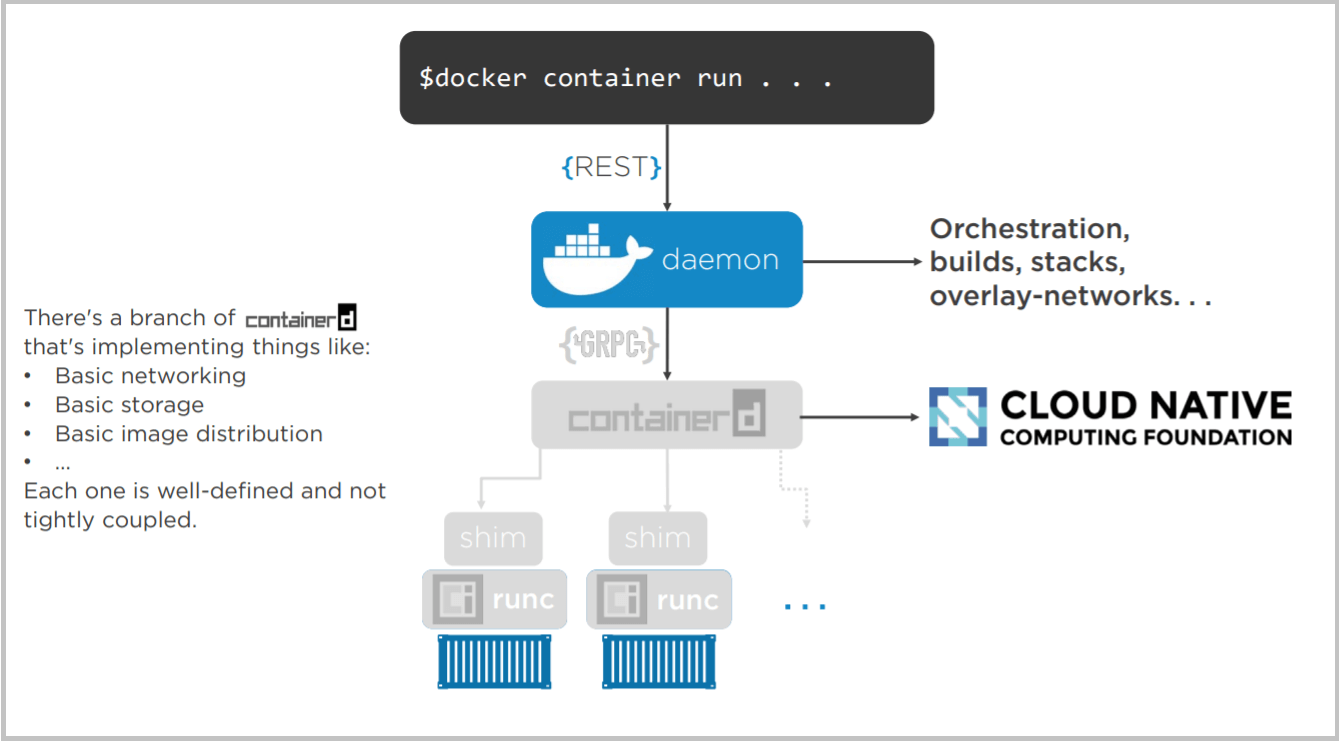 $docker container run . . .
{REST}
daemon
Orchestration,
builds, stacks,
overlay-networks. . .
{GRPC}
There's a branch of containerd
that's implementing things like:
• Basic networking
• Basic storage
• Basic image distribution
• ...
Each one is well-defined and not
tightly coupled.
containerd
CLOUD NATIVE
COMPUTING FOUNDATION
shim
shim
Ci runc
Ci runc
. . .